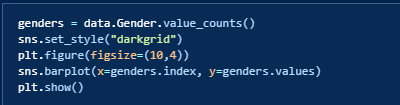 genders = data.Gender.value_counts()
sns.set_style("darkgrid")
plt.figure(figsize=(10,4))
sns.barplot(x=genders.index, y=genders.values)
plt.show()